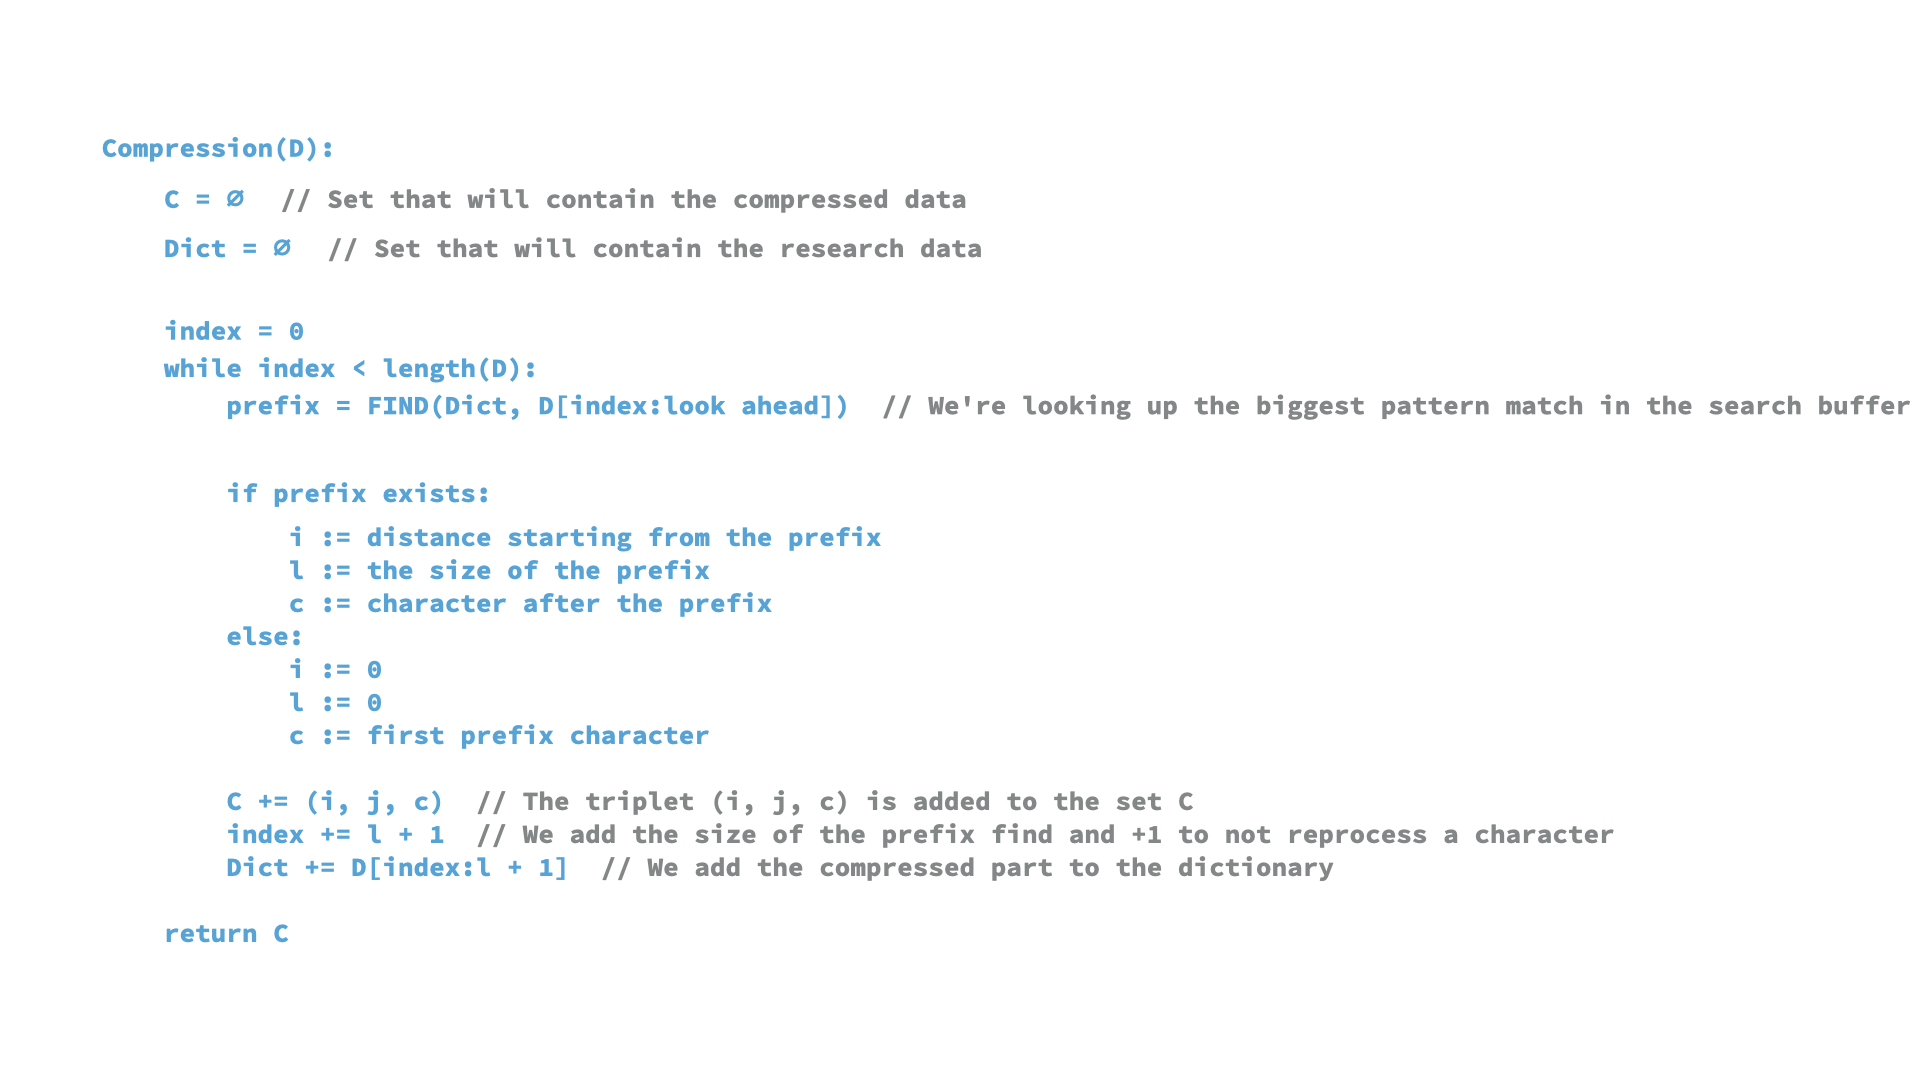 Compression(D):
C = ∅ // Set that will contain the compressed data
Dict = ∅ // Set that will contain the research data
index = 0
while index < length(D):
prefix = FIND(Dict, D[index:look ahead]) // We're looking up the biggest pattern match in the search buffer
if prefix exists:
i := distance starting from the prefix
l := the size of the prefix
c := character after the prefix
else:
i := 0
l := 0
c := first prefix character
C += (i, j, c) // The triplet (i, j, c) is added to the set C
index += l + 1 // We add the size of the prefix find and +1 to not reprocess a character
Dict += D[index:l + 1] // We add the compressed part to the dictionary
return C